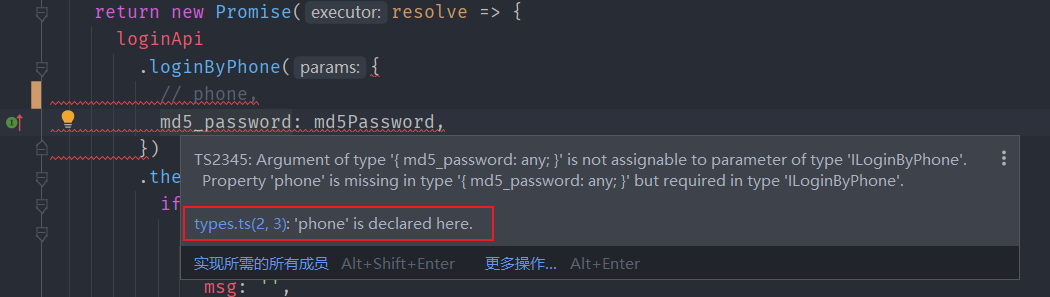 return new Promise( executor: resolve => {
loginApi
.loginByPhone( params: {
// phone,
md5_password: md5Password,
})
.the
if
TS2345: Argument of type '{ md5_password: any; }' is not assignable to parameter of type 'ILoginByPhone'.
Property 'phone' is missing in type '{ md5_password: any; }' but required in type 'ILoginByPhone'.
types.ts(2, 3): 'phone' is declared here.
实现所需的所有成员 Alt+Shift+Enter 更多操作... Alt+Enter
msg: '',